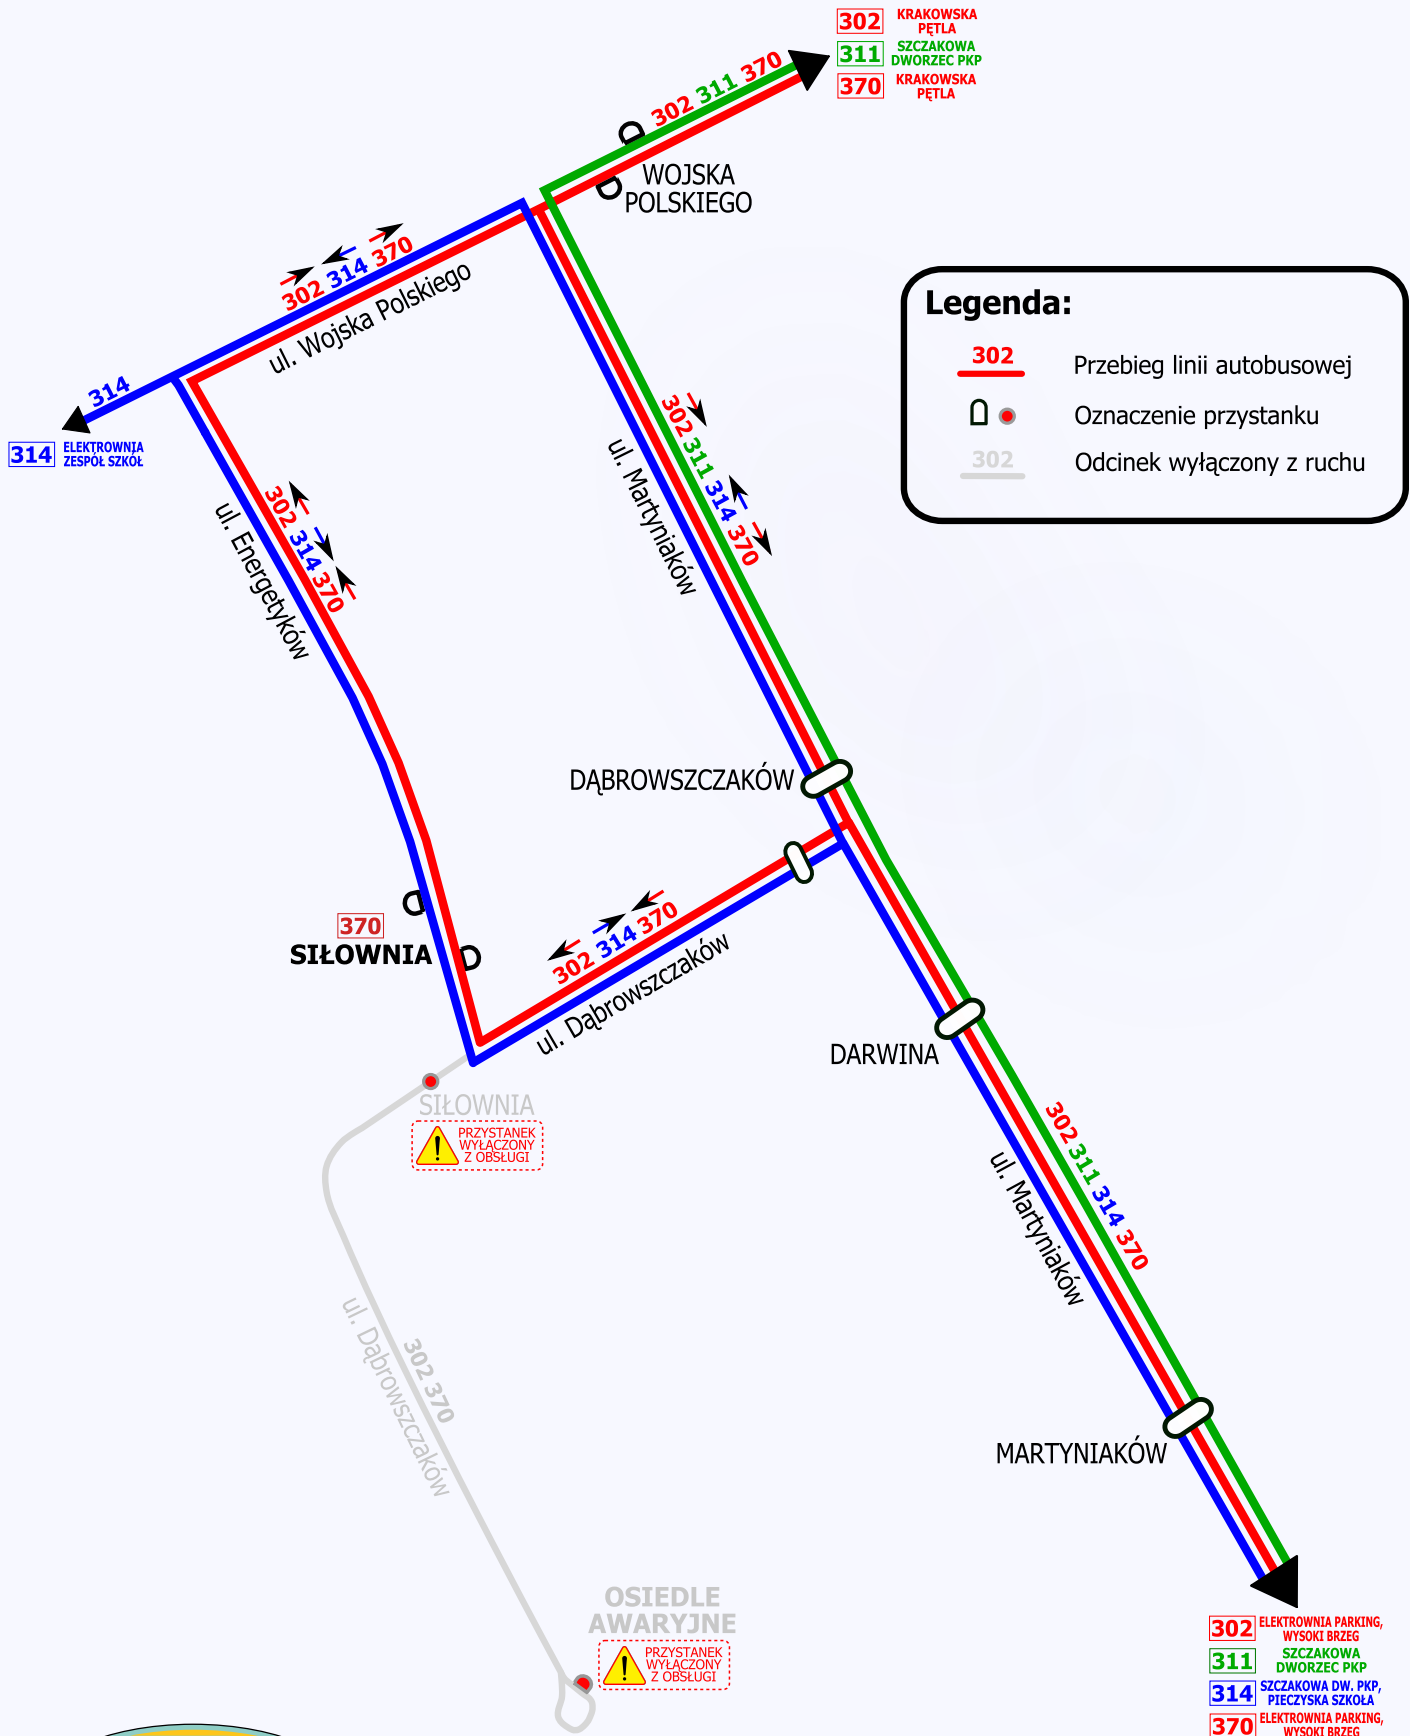 302 KRAKOWSKA
PĘTLA
311 SZCZAKOWA
DWORZEC PKP
370 KRAKOWSKA
PĘTLA
302 311 370
WOJSKA
POLSKIEGO
302 314 370
ul. Wojska Polskiego
314
314 ELEKTROWNIA
ZESPÓŁ SZKÓŁ
Legenda:
302 Przebieg linii autobusowej
Oznaczenie przystanku
302 Odcinek wyłączony z ruchu
302 311 314 370
ul. Martyniaków
302 314 370
ul. Energetyków
DĄBROWSZCZAKÓW
370
SIŁOWNIA
302 314 370
ul. Dąbrowszczaków
DARWINA
SIŁOWNIA
PRZYSTANEK
WYŁĄCZONY
Z OBSŁUGI
302 311 314 370
ul. Martyniaków
302 370
ul. Dąbrowszczaków
MARTYNIAKÓW
OSIEDLE
AWARYJNE
PRZYSTANEK
WYŁĄCZONY
Z OBSŁUGI
302 ELEKTROWNIA PARKING,
WYSOKI BRZEG
311 SZCZAKOWA
DWORZEC PKP
314 SZCZAKOWA DW. PKP,
PIECZYSKA SZKOŁA
370 ELEKTROWNIA PARKING,
WYSOKI BRZEG